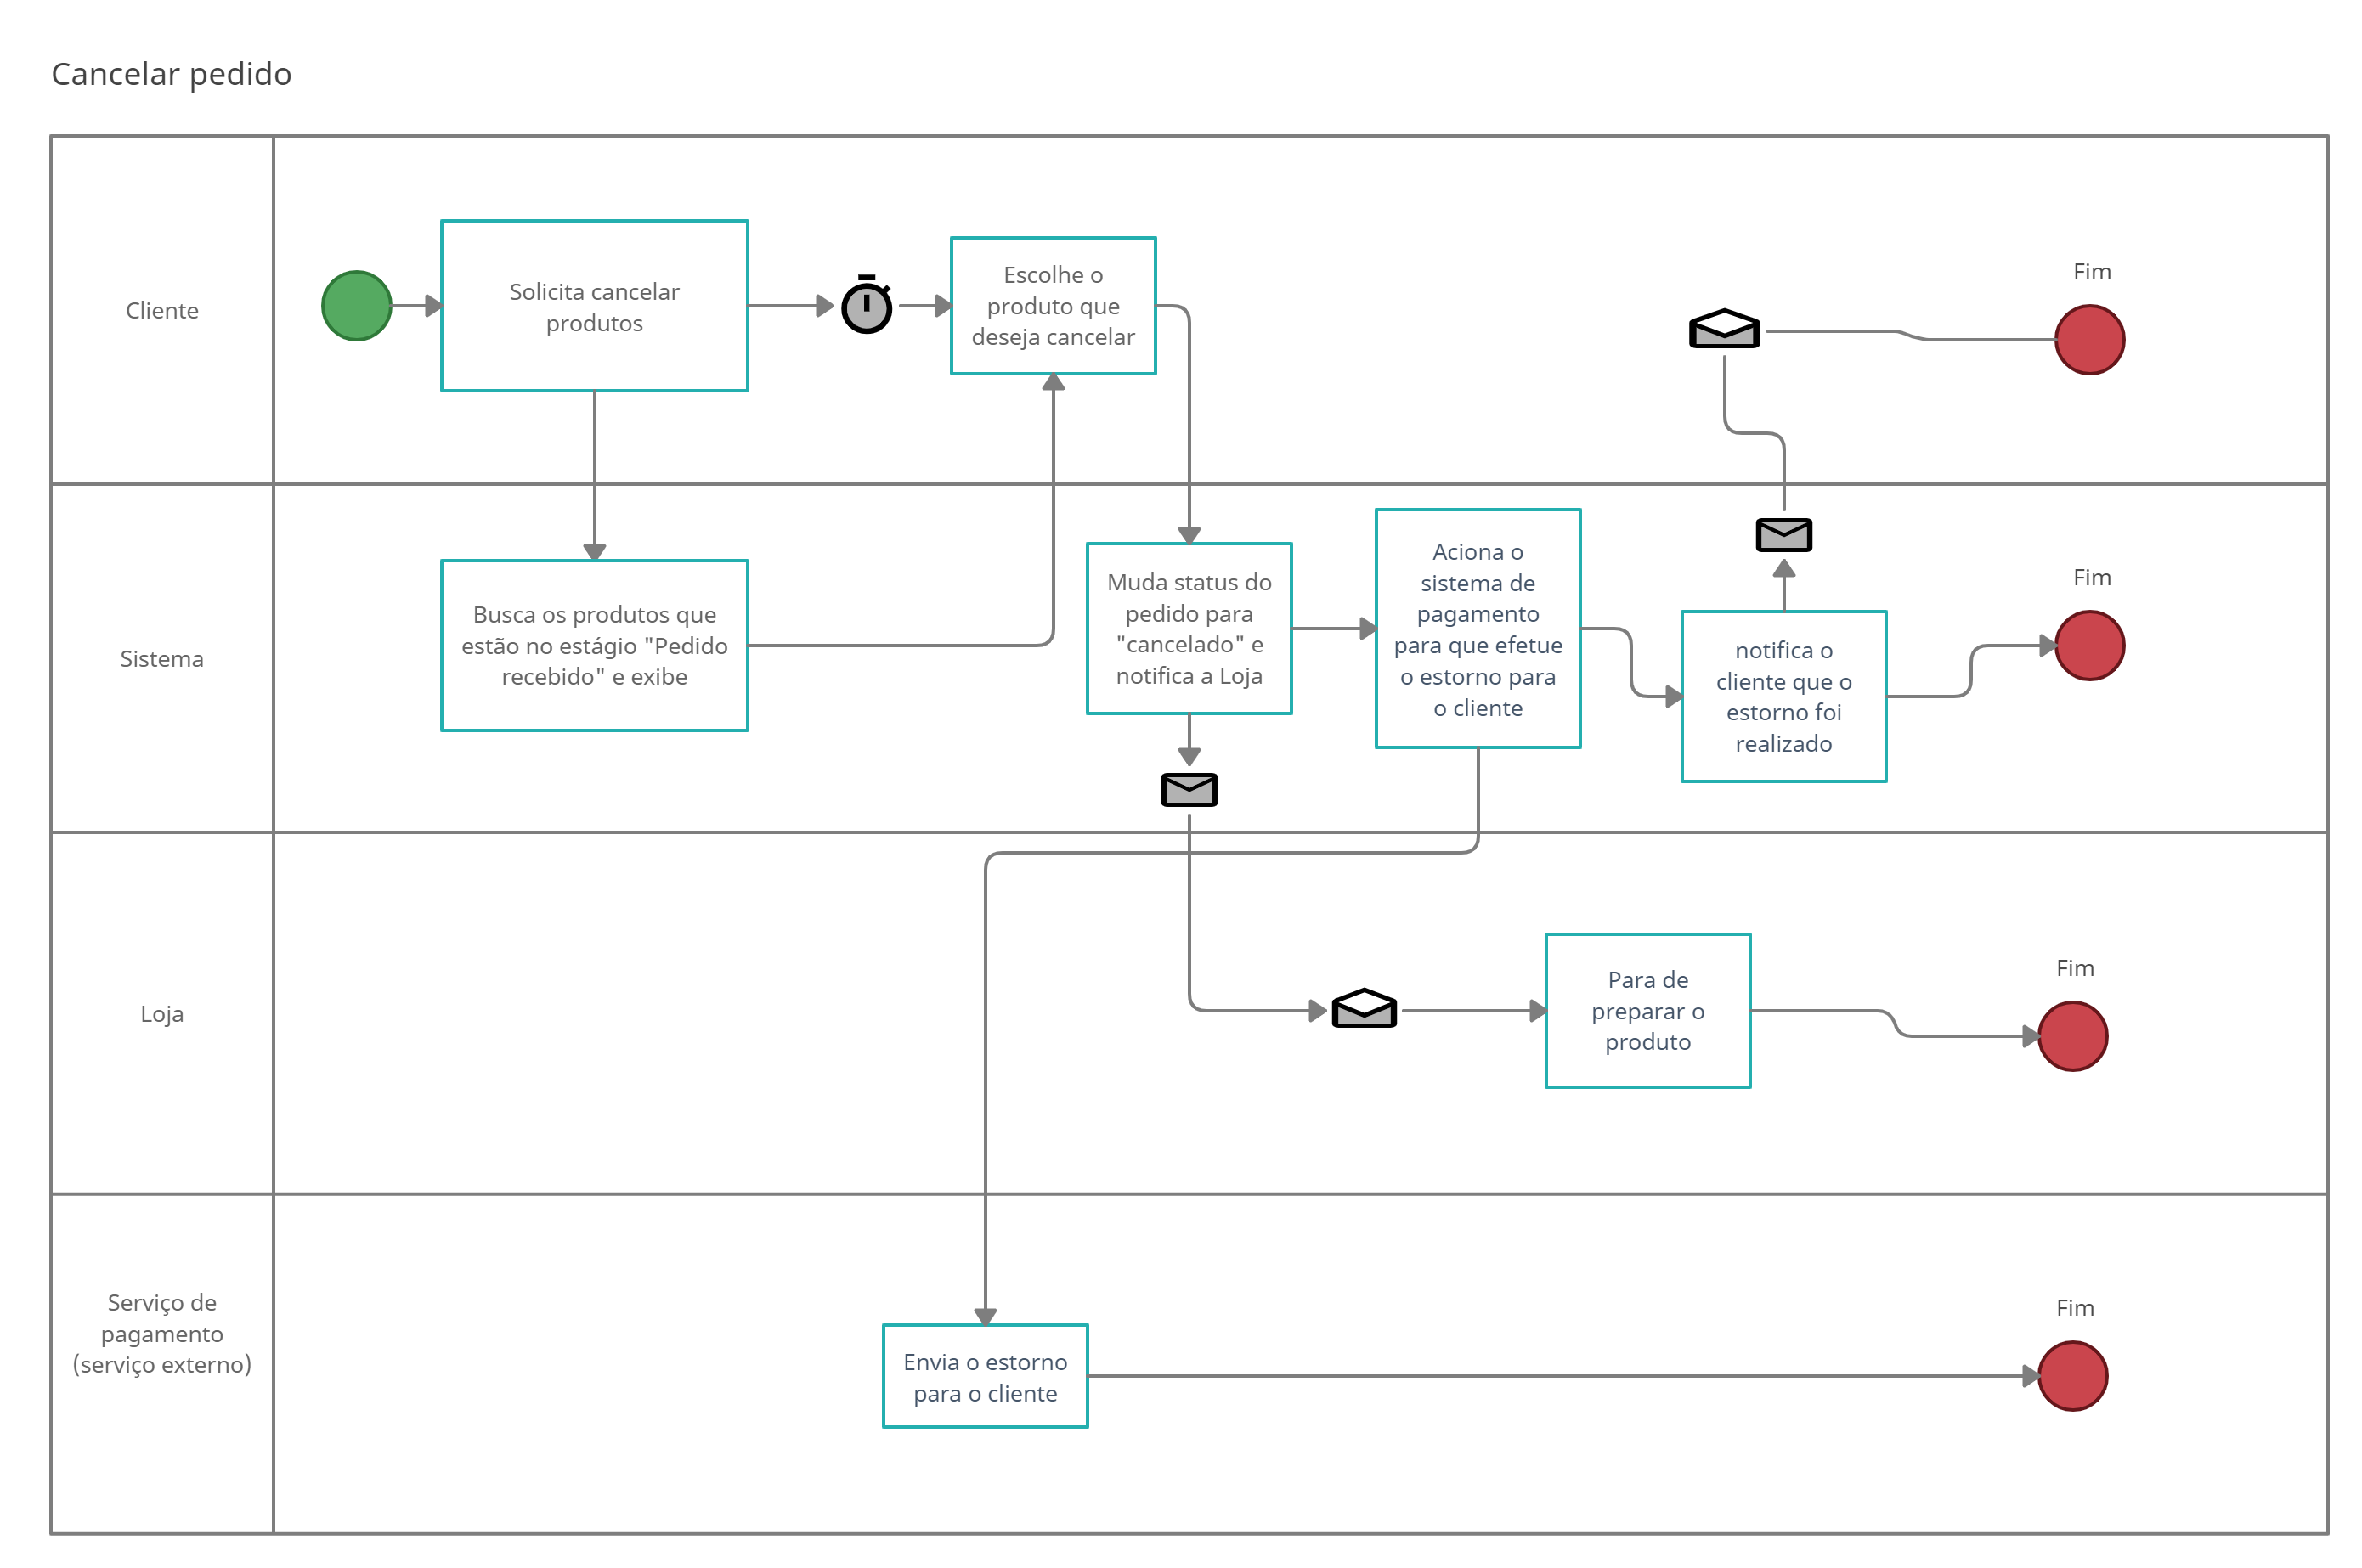 Cancelar pedido
Cliente
Solicita cancelar
produtos
Escolhe o
produto que
deseja cancelar
Fim
Sistema
Busca os produtos que
estão no estágio "Pedido
recebido" e exibe
Muda status do
pedido para
"cancelado" e
notifica a Loja
Aciona o
sistema de
pagamento
para que efetue
o estorno para
o cliente
notifica o
cliente que o
estorno foi
realizado
Fim
Loja
Para de
preparar o
produto
Fim
Serviço de
pagamento
(serviço externo)
Envia o estorno
para o cliente
Fim